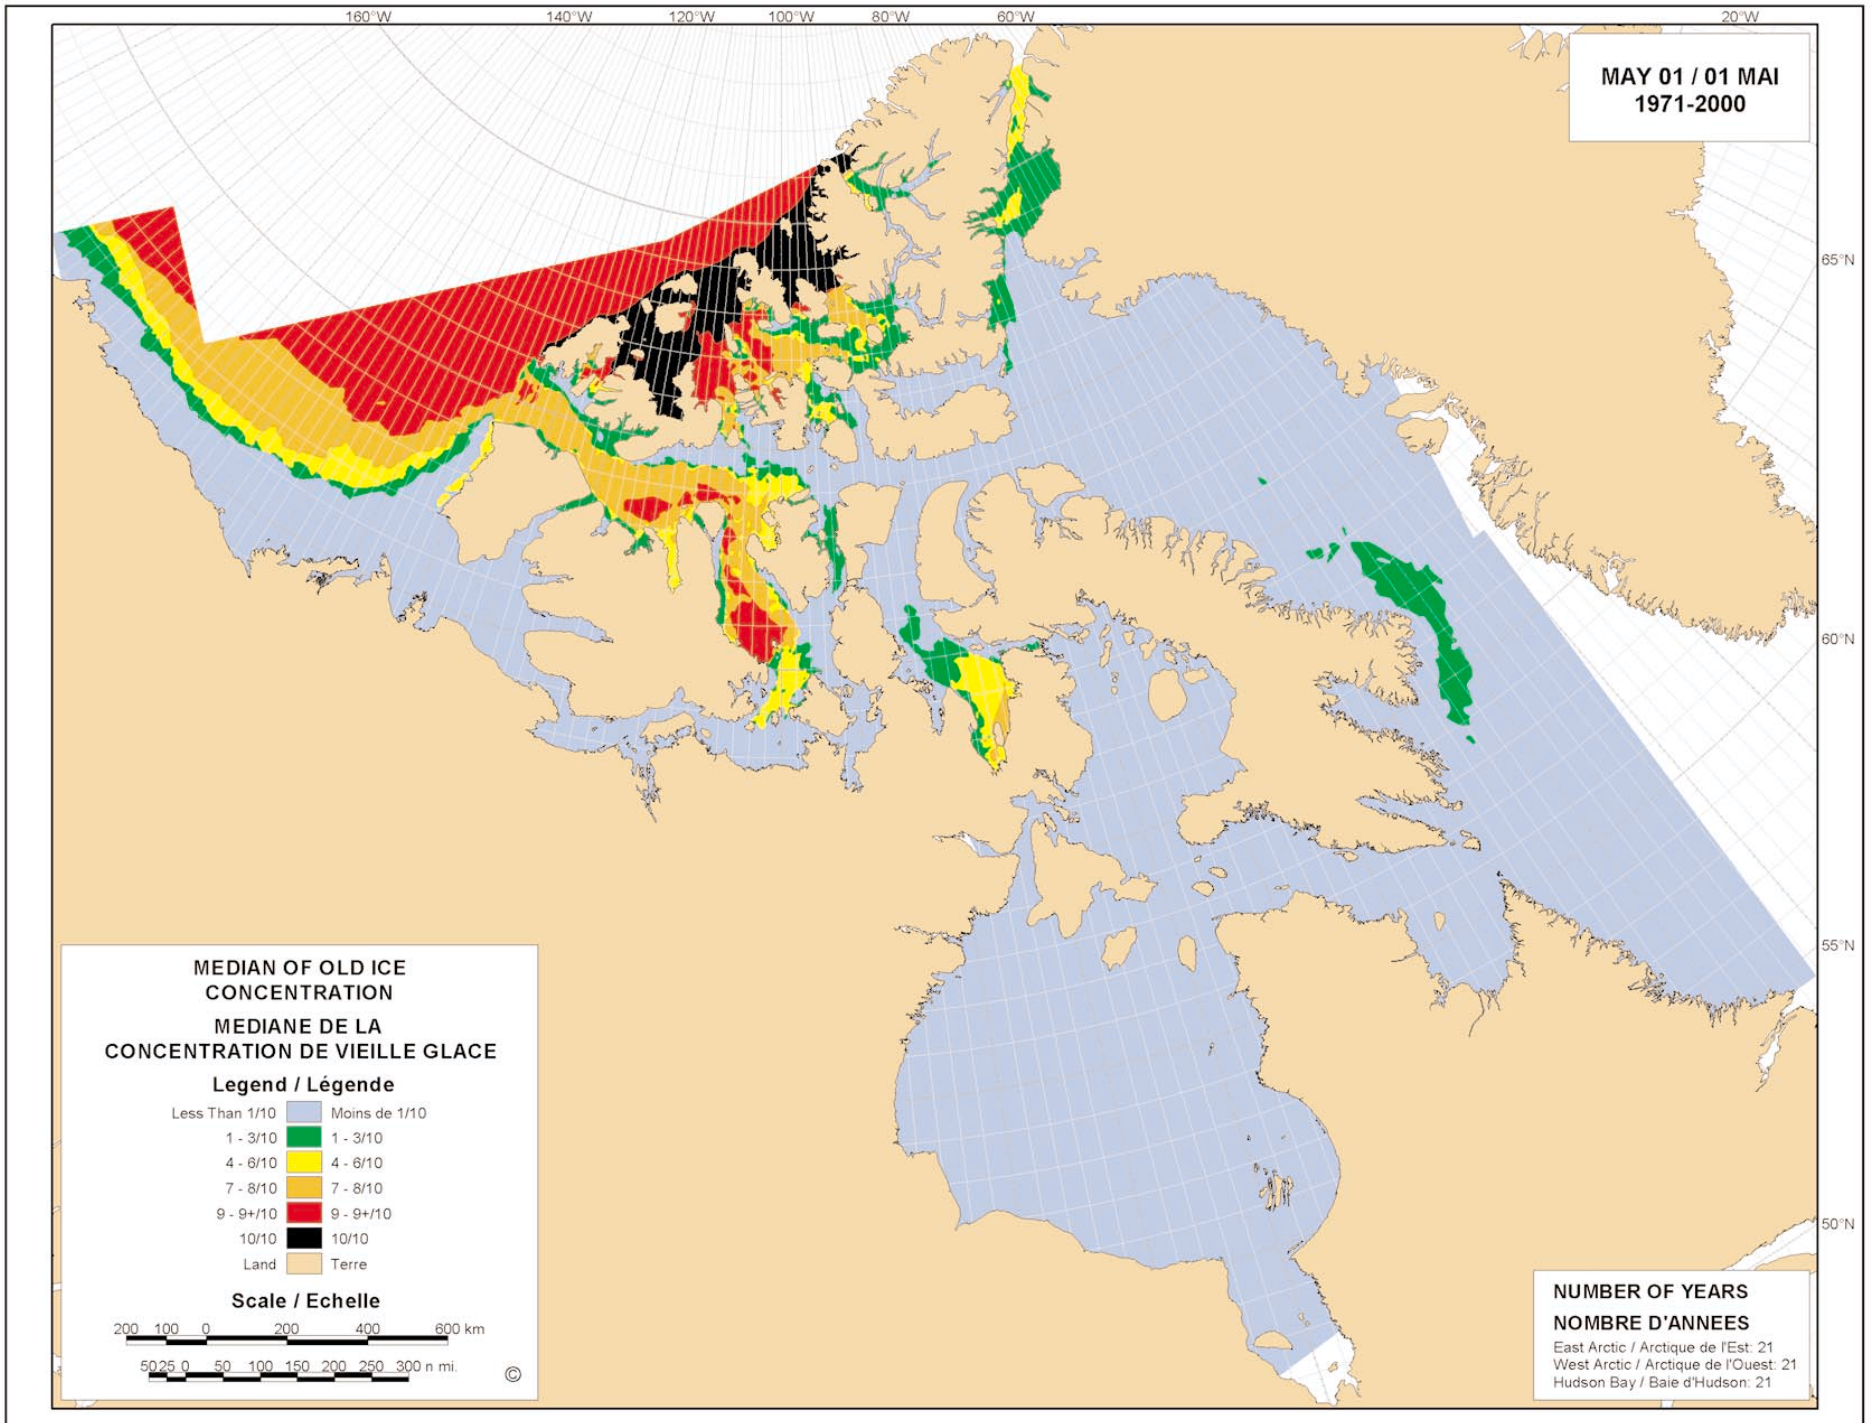 160°W 140°W 120°W 100°W 80°W 60°W 20°W
MAY 01 / 01 MAI
1971-2000
65°N
60°N
55°N
50°N
MEDIAN OF OLD ICE
CONCENTRATION
MEDIANE DE LA
CONCENTRATION DE VIEILLE GLACE
Legend / Légende
Less Than 1/10 Moins de 1/10
1 - 3/10 1 - 3/10
4 - 6/10 4 - 6/10
7 - 8/10 7 - 8/10
9 - 9+/10 9 - 9+/10
10/10 10/10
Land Terre
Scale / Echelle
200 100 0 200 400 600 km
50 25 0 50 100 150 200 250 300 n mi.
©
NUMBER OF YEARS
NOMBRE D'ANNEES
East Arctic / Arctique de l'Est: 21
West Arctic / Arctique de l'Ouest: 21
Hudson Bay / Baie d'Hudson: 21